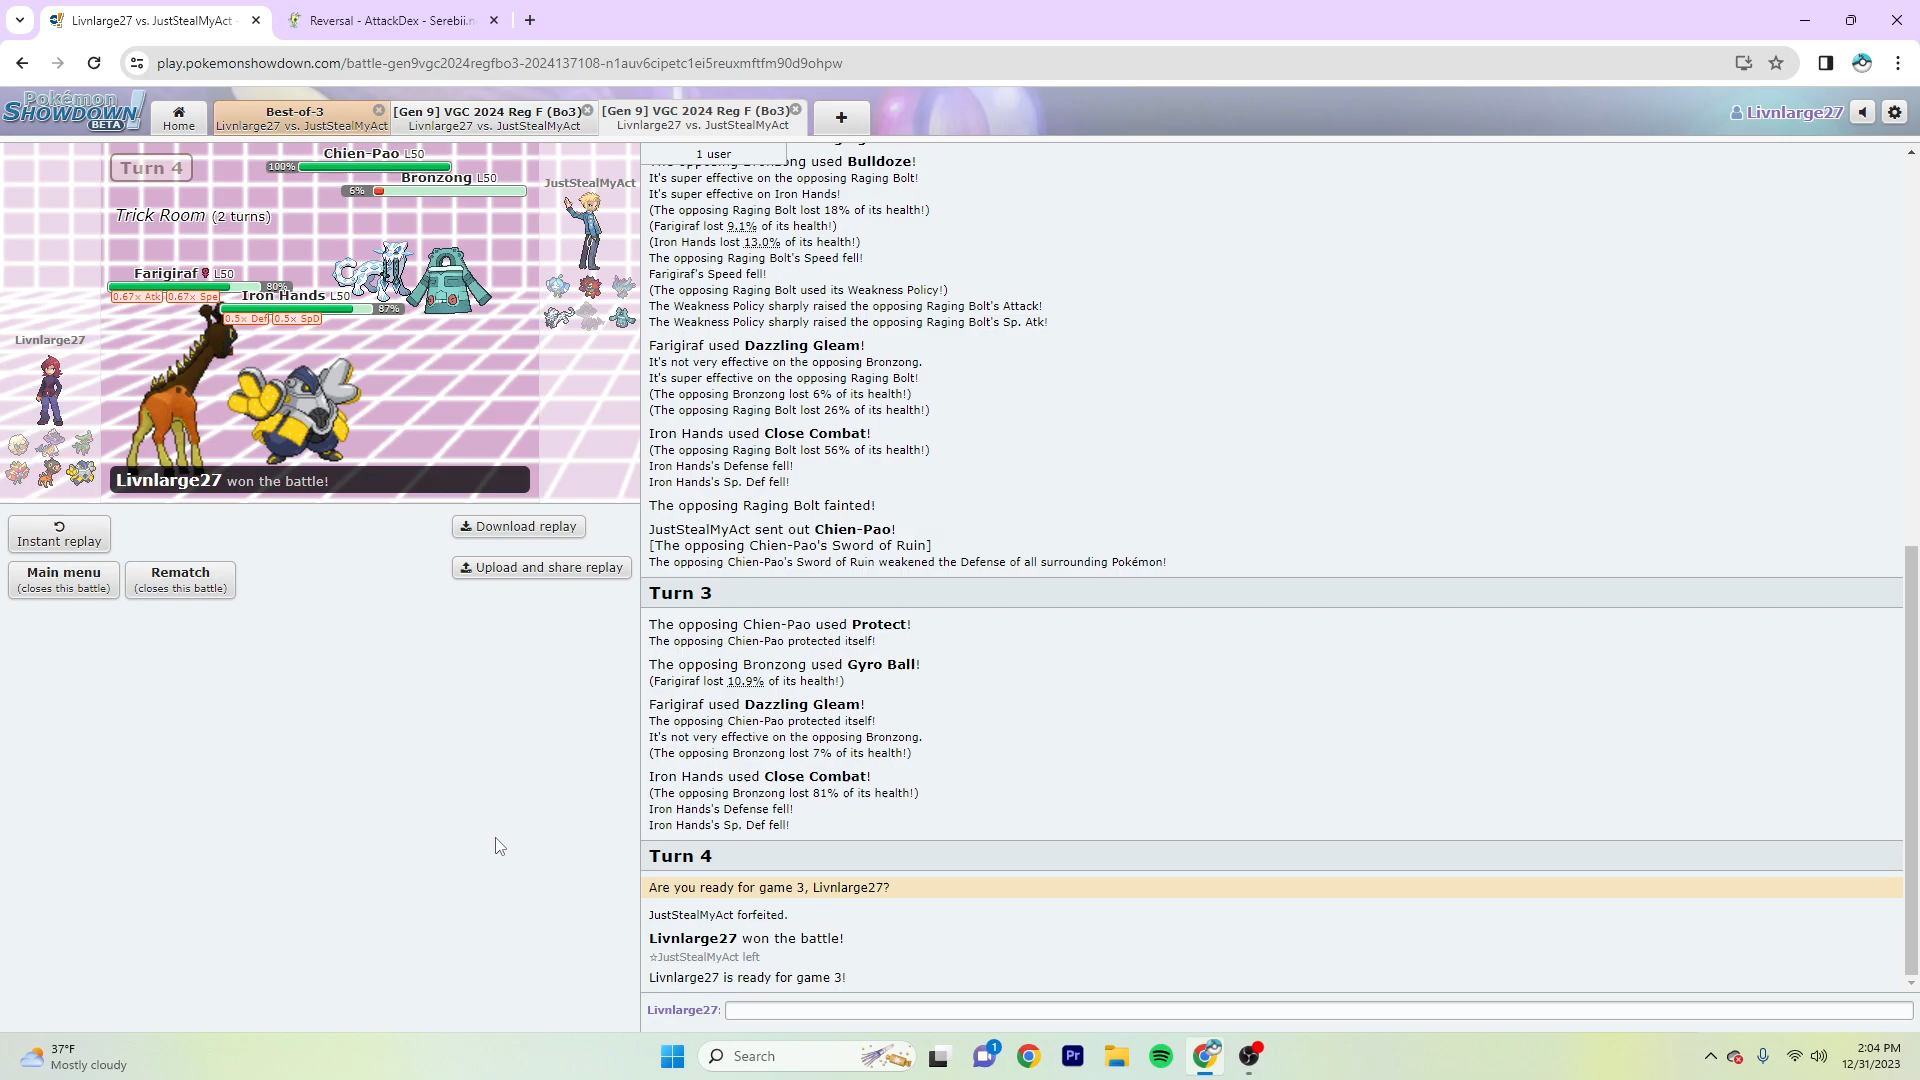 Livnlarge27 vs. JustStealMyAct -
Reversal - AttackDex - Serebii.n
play.pokemonshowdown.com/battle-gen9vgc2024regfbo3-2024137108-n1auv6cipetc1ei5reuxmftfm90d9ohpw
Pokémon
SHOWDOWN!
BETA
Home
Best-of-3
Livnlarge27 vs. JustStealMyAct
[Gen 9] VGC 2024 Reg F (Bo3)
Livnlarge27 vs. JustStealMyAct
[Gen 9] VGC 2024 Reg F (Bo3)
Livnlarge27 vs. JustStealMyAct
Livnlarge27
Turn 4
Chien-Pao L50
100%
Bronzong L50
6%
Trick Room (2 turns)
JustStealMyAct
Farigiraf L50
80%
0.67× Atk 0.67× Spe
Iron Hands L50
87%
0.5× Def 0.5× SpD
Livnlarge27
Livnlarge27 won the battle!
Instant replay
Download replay
Upload and share replay
Main menu
(closes this battle)
Rematch
(closes this battle)
1 user
used Bulldoze!
It's super effective on the opposing Raging Bolt!
It's super effective on Iron Hands!
(The opposing Raging Bolt lost 18% of its health!)
(Farigiraf lost 9.1% of its health!)
(Iron Hands lost 13.0% of its health!)
The opposing Raging Bolt's Speed fell!
Farigiraf's Speed fell!
(The opposing Raging Bolt used its Weakness Policy!)
The Weakness Policy sharply raised the opposing Raging Bolt's Attack!
The Weakness Policy sharply raised the opposing Raging Bolt's Sp. Atk!
Farigiraf used Dazzling Gleam!
It's not very effective on the opposing Bronzong.
It's super effective on the opposing Raging Bolt!
(The opposing Bronzong lost 6% of its health!)
(The opposing Raging Bolt lost 26% of its health!)
Iron Hands used Close Combat!
(The opposing Raging Bolt lost 56% of its health!)
Iron Hands's Defense fell!
Iron Hands's Sp. Def fell!
The opposing Raging Bolt fainted!
JustStealMyAct sent out Chien-Pao!
[The opposing Chien-Pao's Sword of Ruin]
The opposing Chien-Pao's Sword of Ruin weakened the Defense of all surrounding Pokémon!
Turn 3
The opposing Chien-Pao used Protect!
The opposing Chien-Pao protected itself!
The opposing Bronzong used Gyro Ball!
(Farigiraf lost 10.9% of its health!)
Farigiraf used Dazzling Gleam!
The opposing Chien-Pao protected itself!
It's not very effective on the opposing Bronzong.
(The opposing Bronzong lost 7% of its health!)
Iron Hands used Close Combat!
(The opposing Bronzong lost 81% of its health!)
Iron Hands's Defense fell!
Iron Hands's Sp. Def fell!
Turn 4
Are you ready for game 3, Livnlarge27?
JustStealMyAct forfeited.
Livnlarge27 won the battle!
☆JustStealMyAct left
Livnlarge27 is ready for game 3!
Livnlarge27:
37°F
Mostly cloudy
Search
1
Pr
2:04 PM
12/31/2023